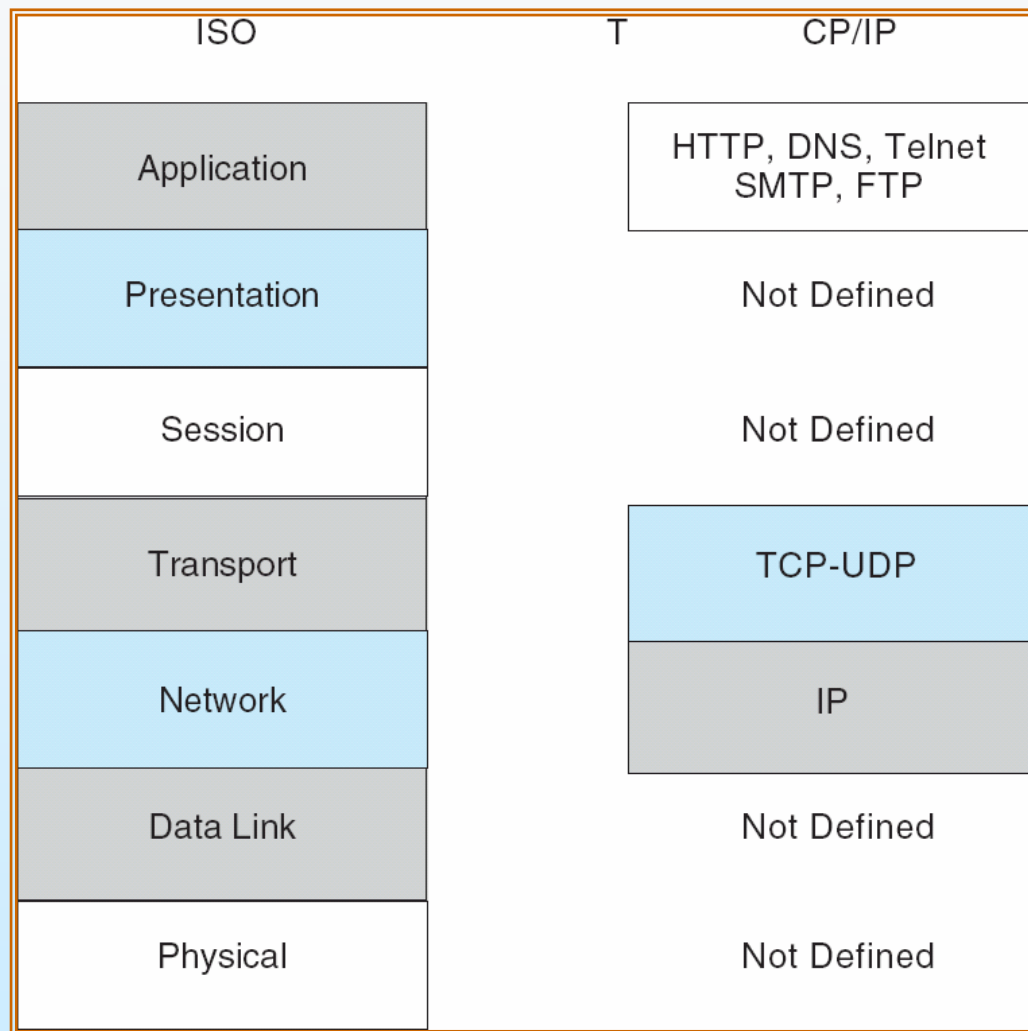 ISO T CP/IP
Application
HTTP, DNS, Telnet
SMTP, FTP
Presentation
Not Defined
Session
Not Defined
Transport
TCP-UDP
Network
IP
Data Link
Not Defined
Physical
Not Defined